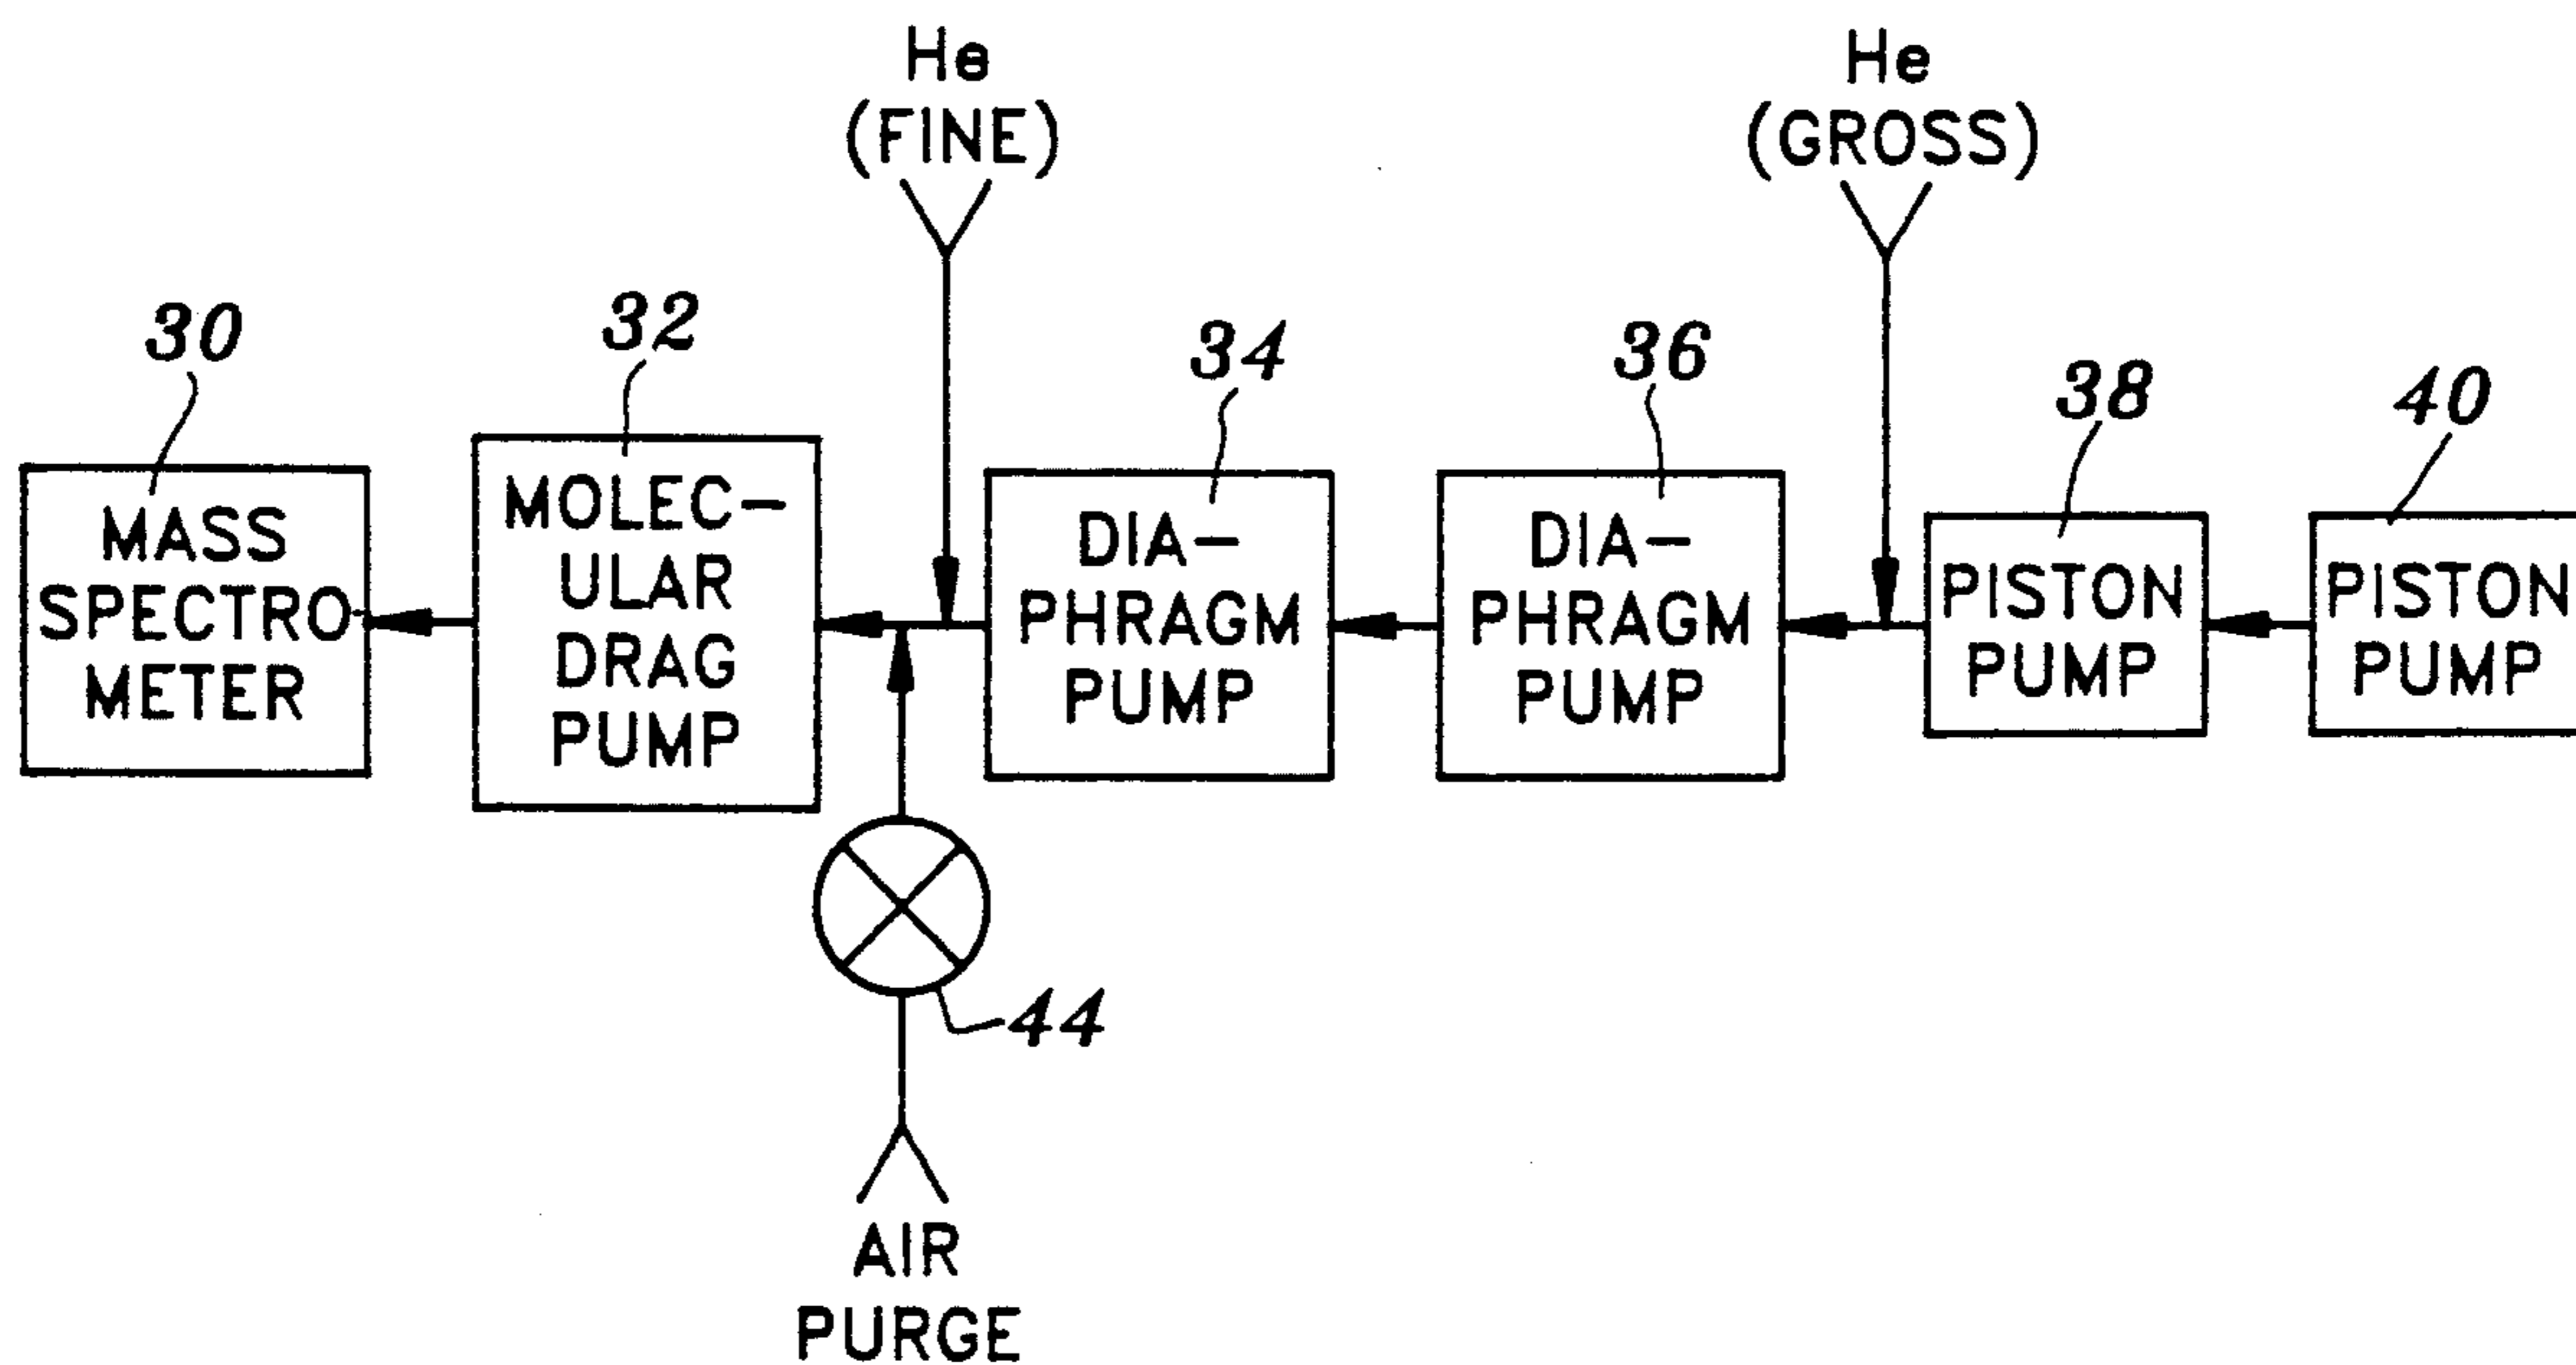 He
(FINE)
He
(GROSS)
30
32
34
36
38
40
MASS
SPECTRO-
METER
MOLEC-
ULAR
DRAG
PUMP
DIA-
PHRAGM
PUMP
DIA-
PHRAGM
PUMP
PISTON
PUMP
PISTON
PUMP
44
AIR
PURGE